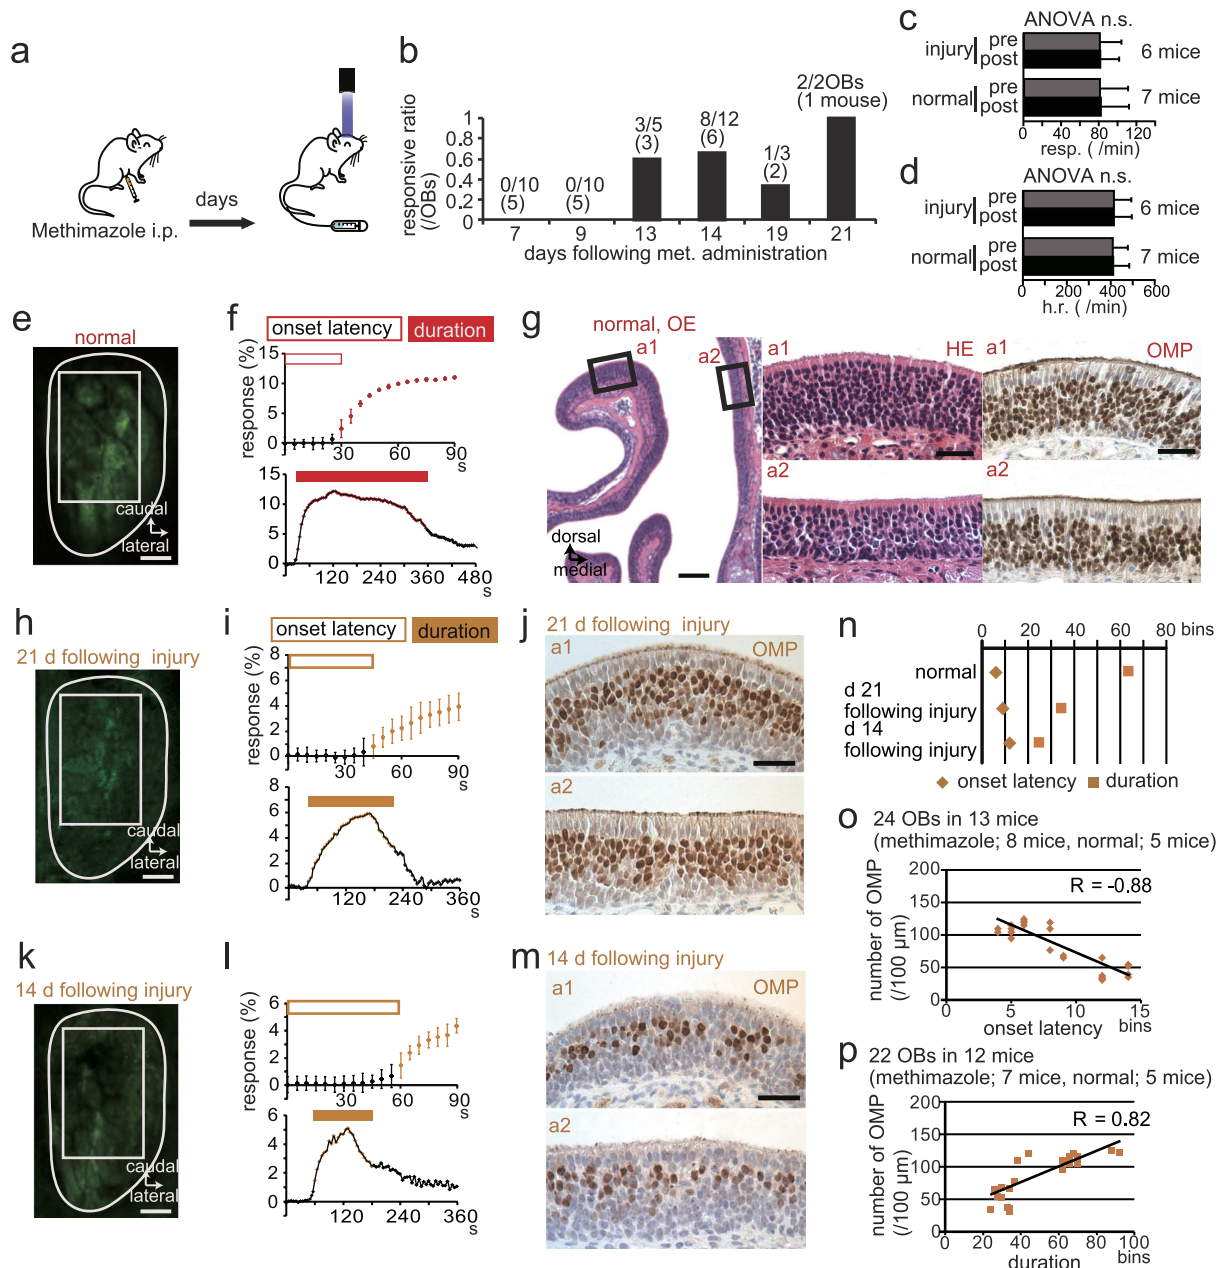 a
Methimazole i.p.
days
b
responsive ratio
(/OBs)
1
0.8
0.6
0.4
0.2
0
0/10
(5)
0/10
(5)
3/5
(3)
8/12
(6)
1/3
(2)
2/2OBs
(1 mouse)
7 9 13 14 19 21
days following met. administration
c
ANOVA n.s.
injury
pre
post
6 mice
normal
pre
post
7 mice
0 40 80 120
resp. ( /min)
d
ANOVA n.s.
injury
pre
post
6 mice
normal
pre
post
7 mice
0 200 400 600
h.r. ( /min)
e
normal
caudal
lateral
f
onset latency
duration
response (%)
15
10
5
0
30 60 90
s
15
10
5
0
120 240 360 480
s
g
normal, OE
a1
a2
dorsal
medial
a1
HE
a1
OMP
a2
a2
h
21 d following injury
caudal
lateral
i
onset latency
duration
response (%)
8
6
4
2
0
30 60 90
s
8
6
4
2
0
120 240 360
s
j
21 d following injury
a1
OMP
a2
k
14 d following injury
caudal
lateral
l
response (%)
6
4
2
0
30 60 90
s
6
4
2
0
120 240 360
s
m
14 d following injury
a1
OMP
a2
n
0 20 40 60 80 bins
normal
d 21
following injury
d 14
following injury
onset latency
duration
o
24 OBs in 13 mice
(methimazole; 8 mice, normal; 5 mice)
number of OMP
(/100 µm)
200
150
100
50
0
R = -0.88
5 10 15
onset latency
bins
p
22 OBs in 12 mice
(methimazole; 7 mice, normal; 5 mice)
number of OMP
(/100 µm)
200
150
100
50
0
R = 0.82
0 20 40 60 80 100
duration
bins